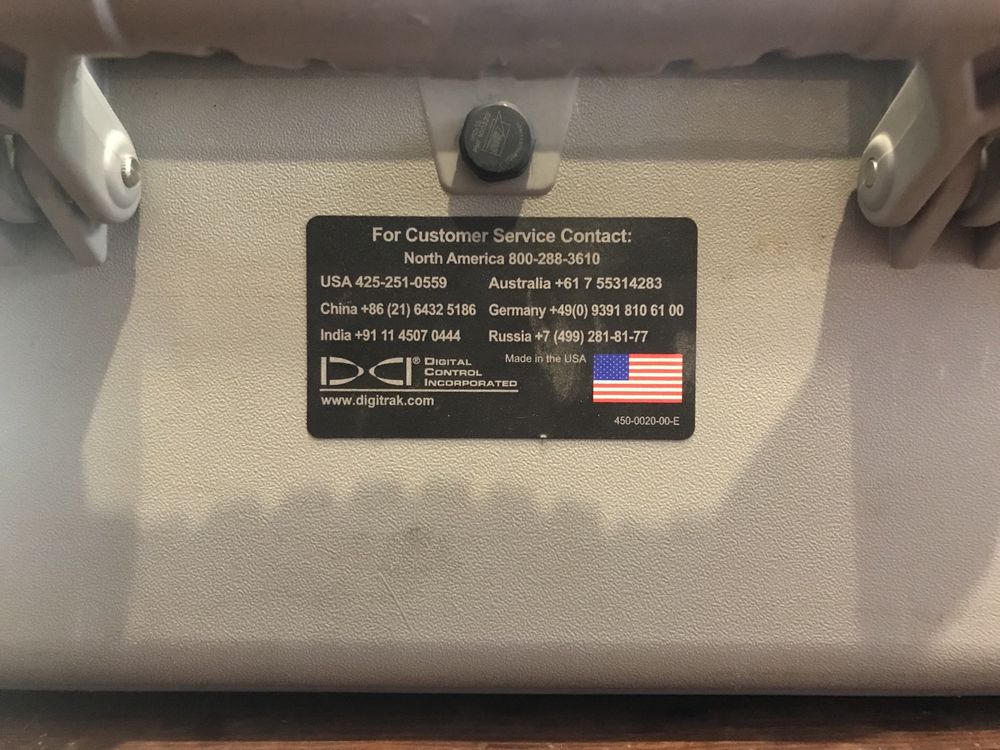 For Customer Service Contact:
North America 800-288-3610
USA 425-251-0559 Australia +61 7 55314283
China +86 (21) 6432 5186 Germany +49(0) 9391 810 61 00
India +91 11 4507 0444 Russia +7 (499) 281-81-77
Made in the USA
DCI® DIGITAL
CONTROL
INCORPORATED
www.digitrak.com
450-0020-00-E